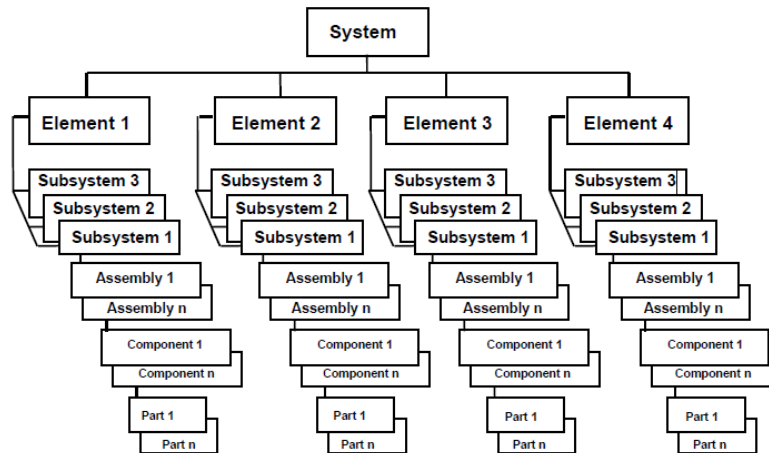 System
Element 1
Element 2
Element 3
Element 4
Subsystem 3
Subsystem 3
Subsystem 3
Subsystem 3
Subsystem 2
Subsystem 2
Subsystem 2
Subsystem 2
Subsystem 1
Subsystem 1
Subsystem 1
Subsystem 1
Assembly 1
Assembly 1
Assembly 1
Assembly 1
Assembly n
Assembly n
Assembly n
Assembly n
Component 1
Component 1
Component 1
Component 1
Component n
Component n
Component n
Component n
Part 1
Part 1
Part 1
Part 1
Part n
Part n
Part n
Part n